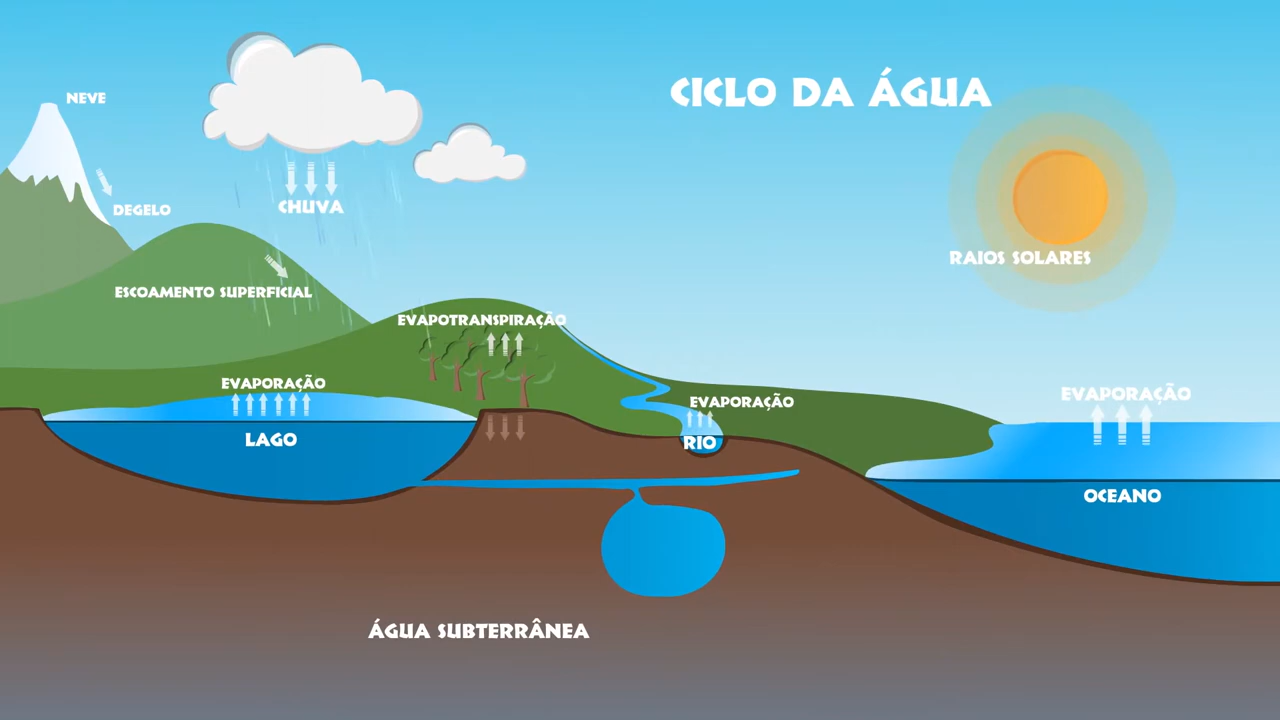 CICLO DA ÁGUA
NEVE
DEGELO
CHUVA
RAIOS SOLARES
ESCOAMENTO SUPERFICIAL
EVAPOTRANSPIRAÇÃO
EVAPORAÇÃO
EVAPORAÇÃO
EVAPORAÇÃO
LAGO
RIO
OCEANO
ÁGUA SUBTERRÂNEA